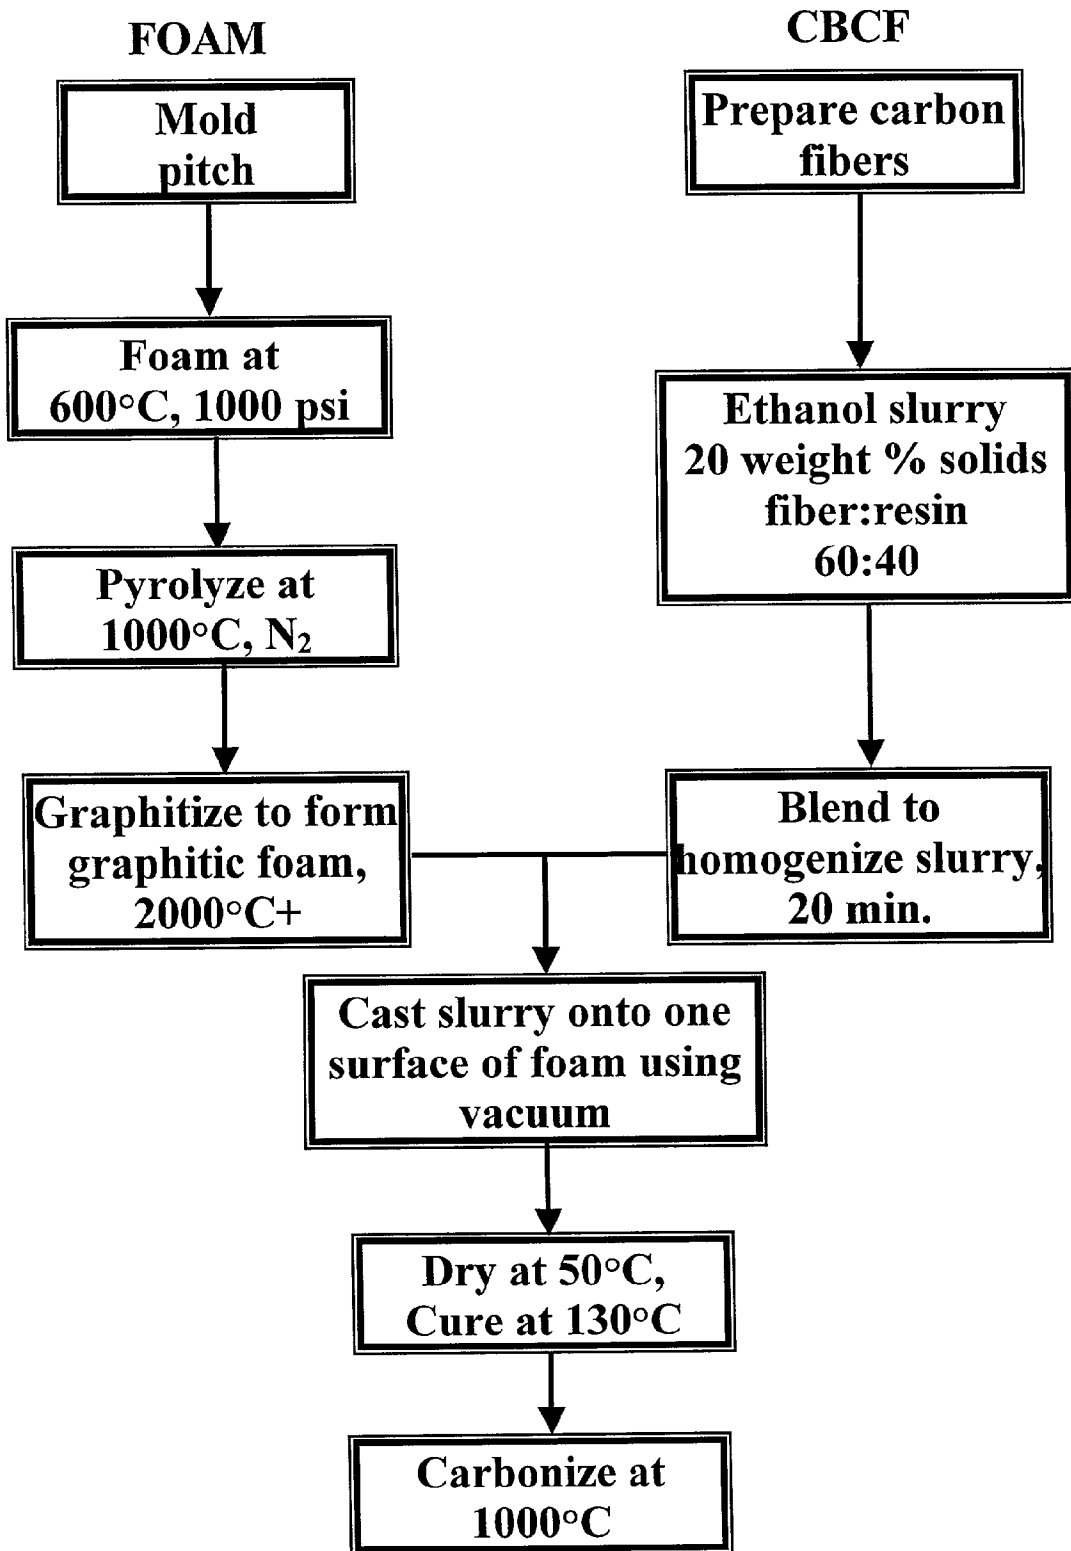 FOAM
Mold
pitch
Foam at
600°C, 1000 psi
Pyrolyze at
1000°C, N₂
Graphitize to form
graphitic foam,
2000°C+
CBCF
Prepare carbon
fibers
Ethanol slurry
20 weight % solids
fiber:resin
60:40
Blend to
homogenize slurry,
20 min.
Cast slurry onto one
surface of foam using
vacuum
Dry at 50°C,
Cure at 130°C
Carbonize at
1000°C